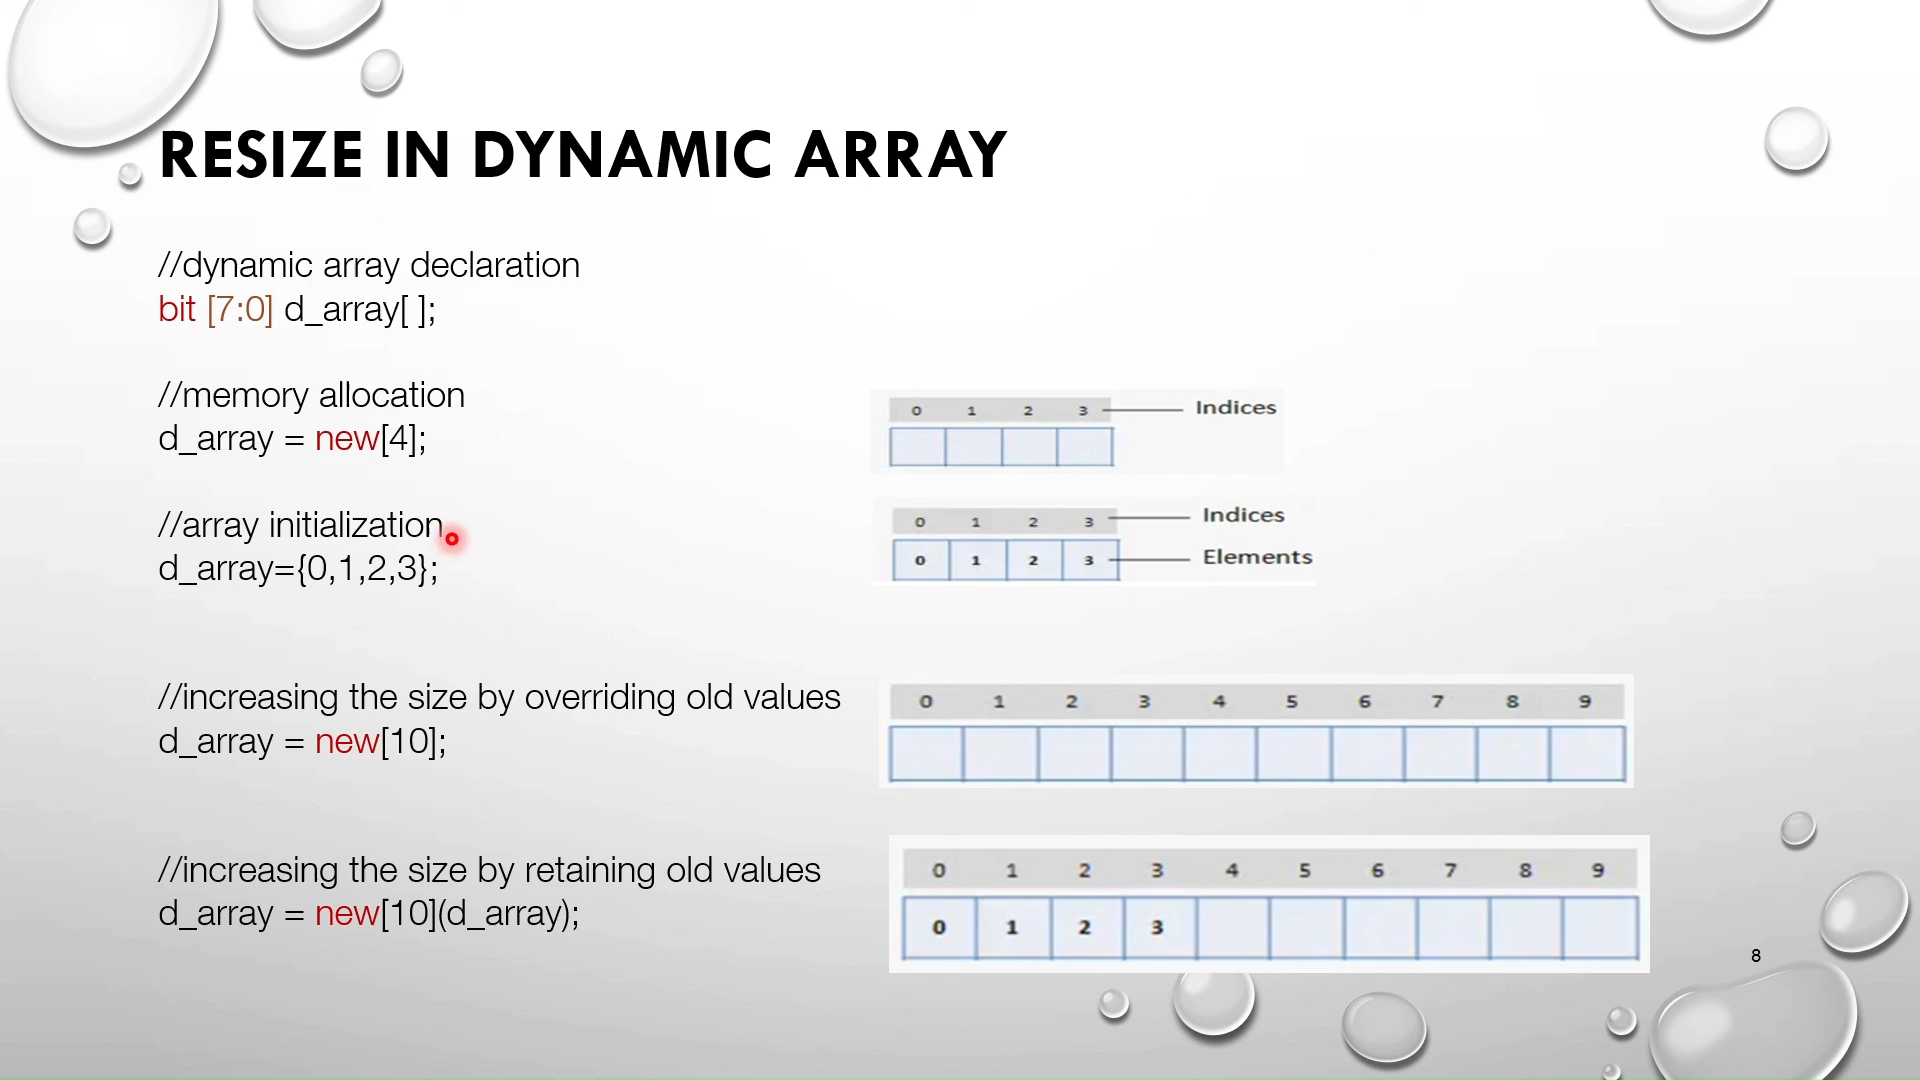 RESIZE IN DYNAMIC ARRAY
//dynamic array declaration
bit [7:0] d_array[ ];
//memory allocation
d_array = new[4];
0 1 2 3 Indices
//array initialization
d_array={0,1,2,3};
0 1 2 3 Indices
0 1 2 3 Elements
//increasing the size by overriding old values
d_array = new[10];
0 1 2 3 4 5 6 7 8 9
//increasing the size by retaining old values
d_array = new[10](d_array);
0 1 2 3 4 5 6 7 8 9
0 1 2 3
8